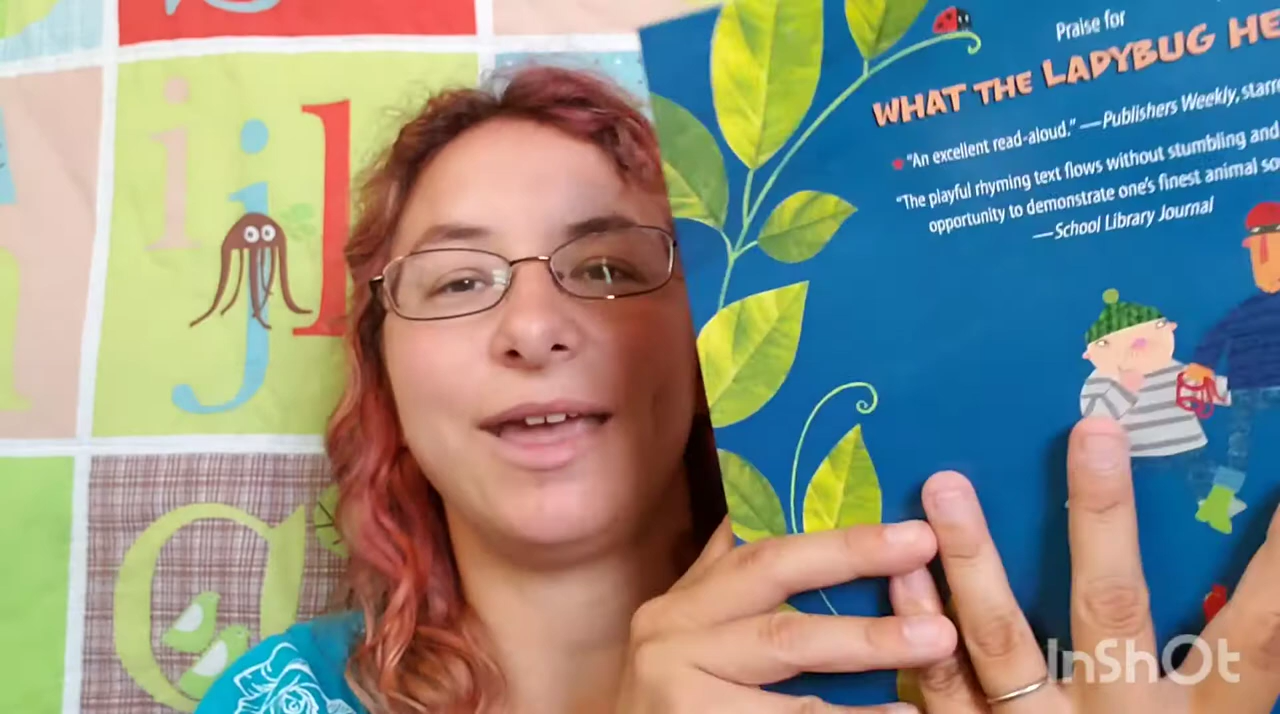 i j l
Praise for
WHAT THE LADYBUG HE
"An excellent read-aloud." —Publishers Weekly, starre
"The playful rhyming text flows without stumbling and
opportunity to demonstrate one's finest animal so
—School Library Journal
InShOt